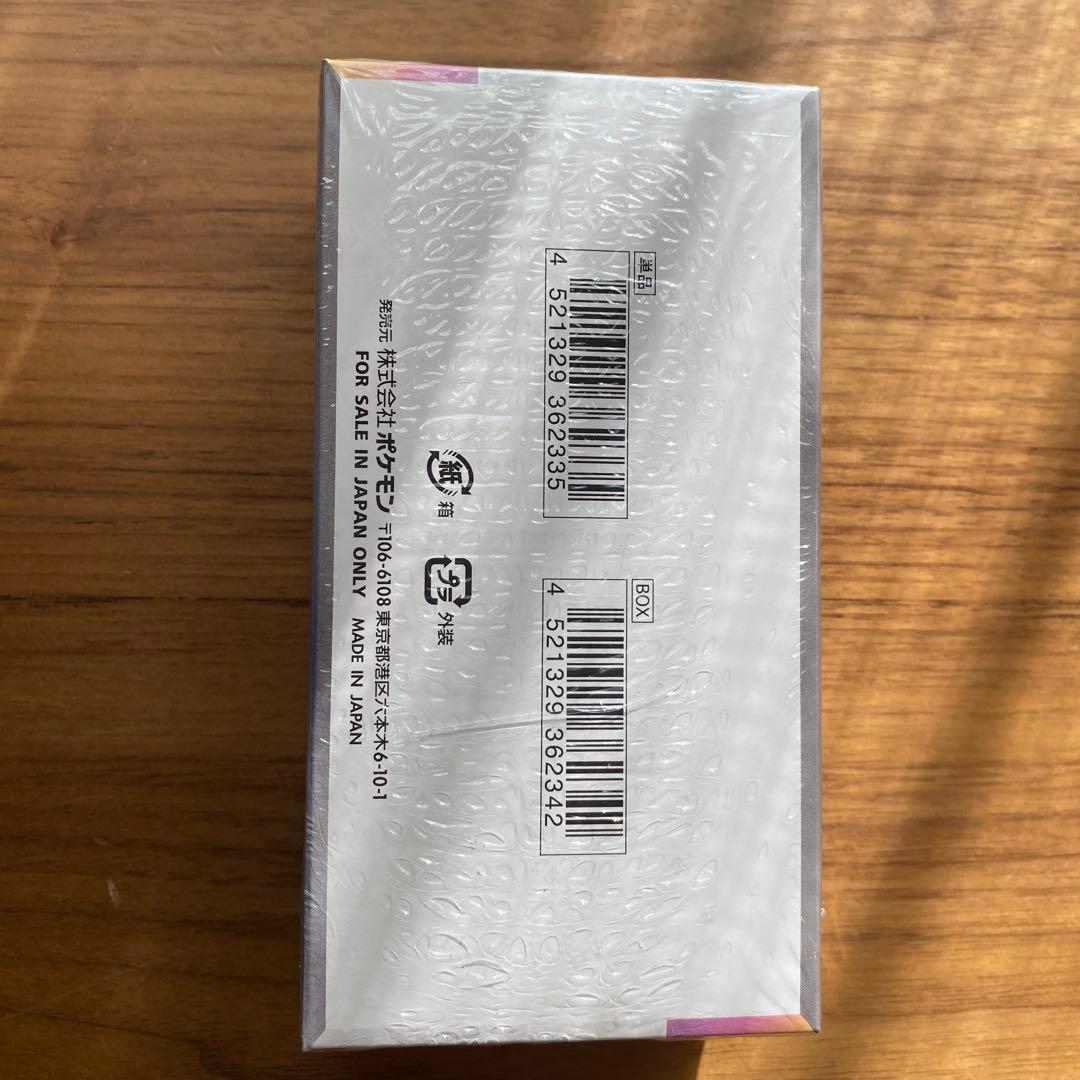 単品
4 521329 362335
BOX
4 521329 362342
紙 箱
プラ 外装
発売元 株式会社ポケモン 〒106-6108 東京都港区六本木6-10-1
FOR SALE IN JAPAN ONLY MADE IN JAPAN